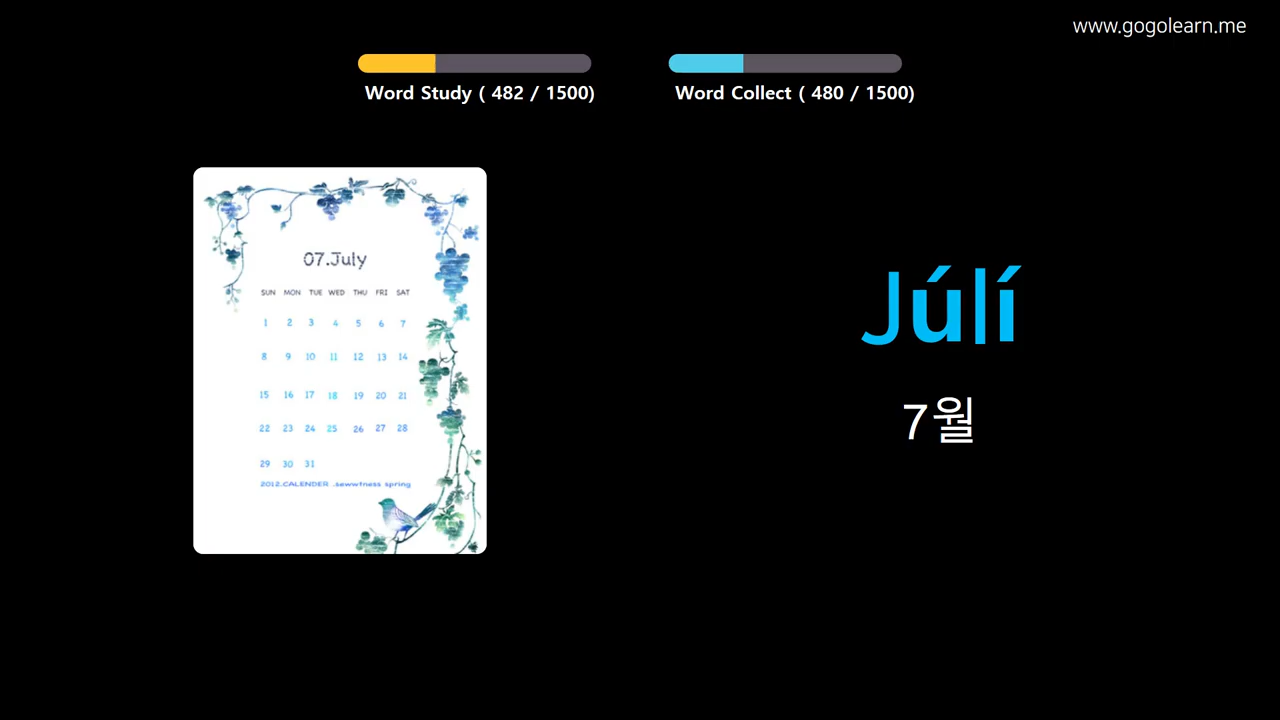 www.gogolearn.me
Word Study ( 482 / 1500)
Word Collect ( 480 / 1500)
07.July
SUN MON TUE WED THU FRI SAT
1 2 3 4 5 6 7
8 9 10 11 12 13 14
15 16 17 18 19 20 21
22 23 24 25 26 27 28
29 30 31
2012.CALENDER .sewwtness spring
Júlí
7월